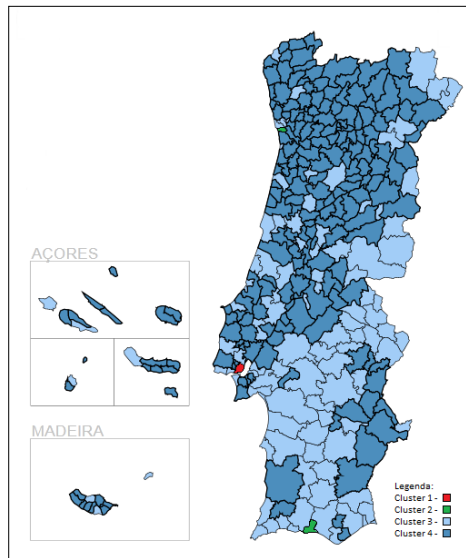 AÇORES
MADEIRA
Legenda:
Cluster 1 -
Cluster 2 -
Cluster 3 -
Cluster 4 -